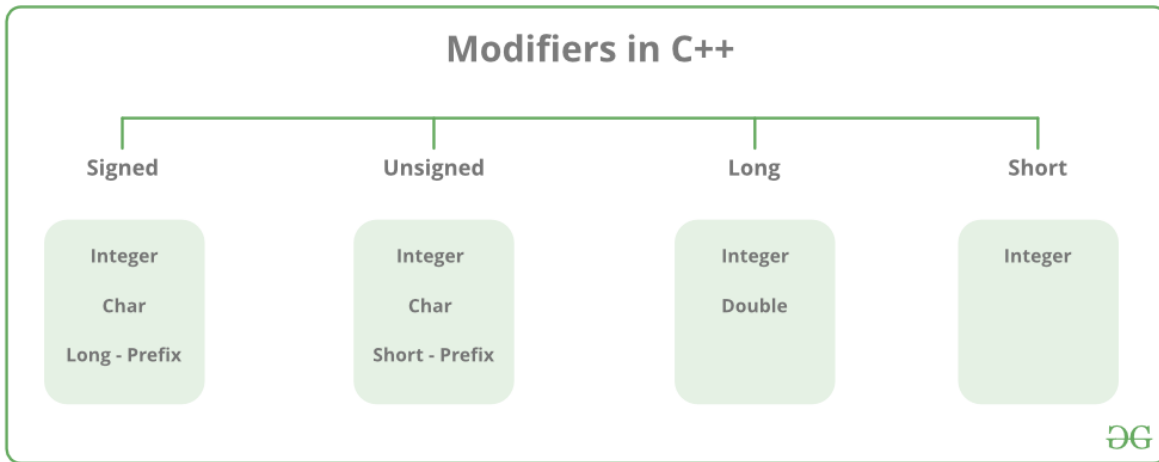 Modifiers in C++
Signed
Unsigned
Long
Short
Integer
Char
Long - Prefix
Integer
Char
Short - Prefix
Integer
Double
Integer